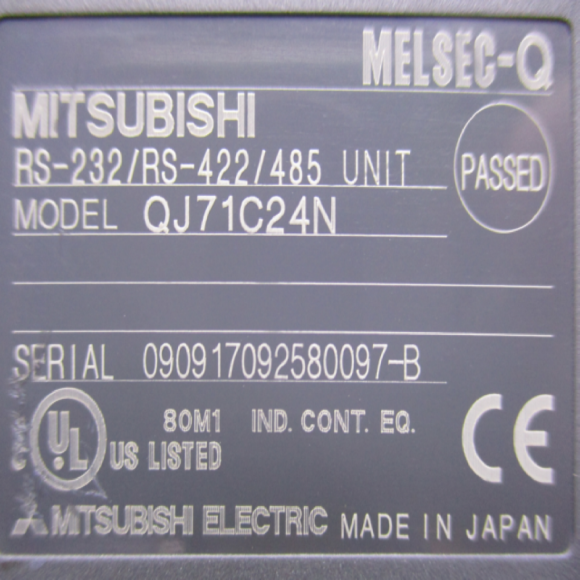 MELSEC-Q
MITSUBISHI
RS-232/RS-422/485 UNIT
PASSED
MODEL QJ71C24N
SERIAL 090917092580097-B
UL 80M1 IND. CONT. EQ.
C US LISTED
CE
MITSUBISHI ELECTRIC MADE IN JAPAN